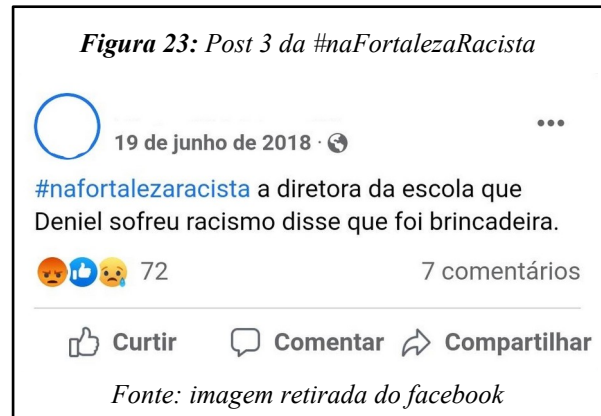 Figura 23: Post 3 da #naFortalezaRacista
19 de junho de 2018 ·
#nafortalezaracista a diretora da escola que
Deniel sofreu racismo disse que foi brincadeira.
72 7 comentários
Curtir Comentar Compartilhar
Fonte: imagem retirada do facebook